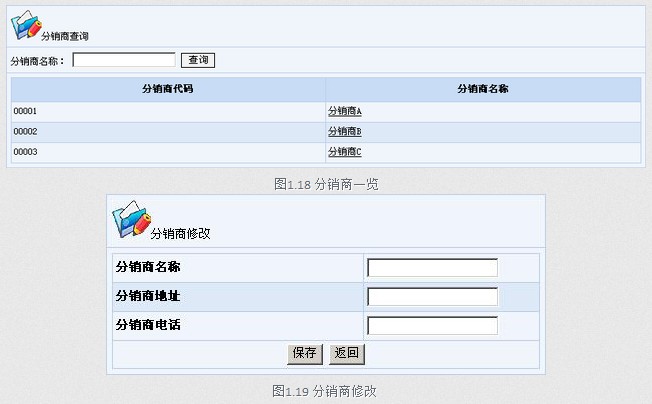 分销商查询
分销商名称： 查询
分销商代码 分销商名称
00001 分销商A
00002 分销商B
00003 分销商C
图1.18 分销商一览
分销商修改
分销商名称
分销商地址
分销商电话
保存 返回
图1.19 分销商修改